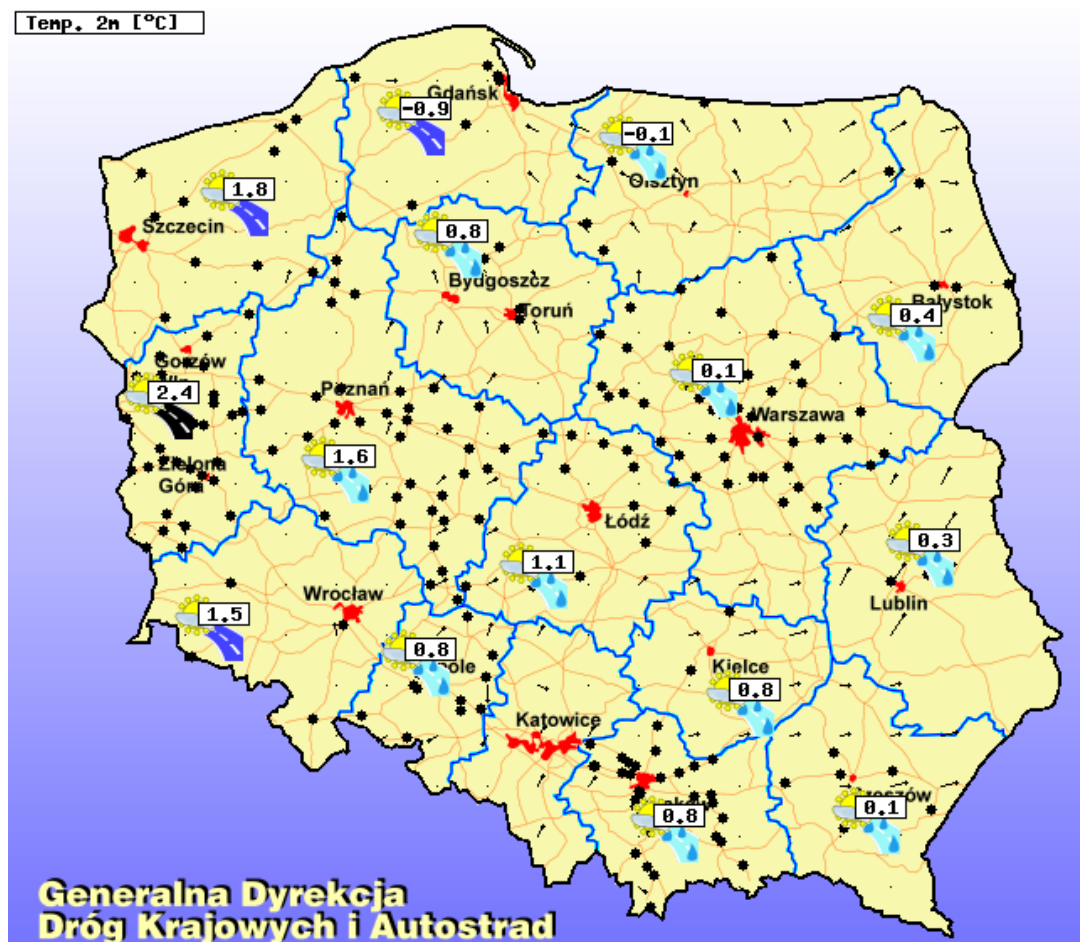 Temp. 2m [°C]
Gdańsk
-0.9
-0.1
Olsztyn
1.8
Szczecin
0.8
Bydgoszcz
Toruń
Białystok
0.4
Gorzów
2.4
Poznań
0.1
Warszawa
1.6
Zielona
Góra
Łódź
0.3
1.1
Lublin
Wrocław
1.5
0.8
Kielce
0.8
Katowice
0.8
0.1
Generalna Dyrekcja
Dróg Krajowych i Autostrad